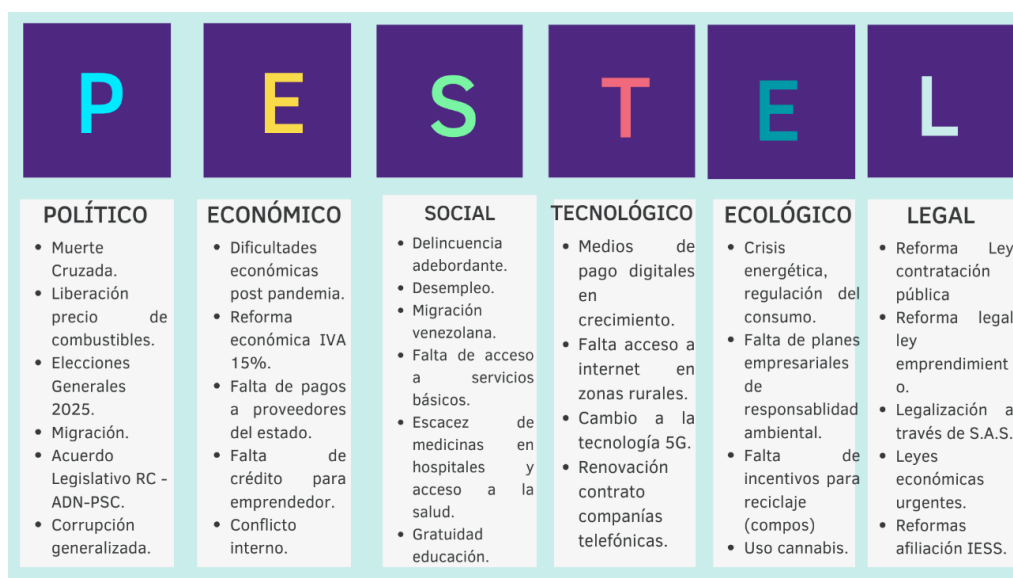 P
E
S
T
E
L
POLÍTICO
• Muerte
Cruzada.
• Liberación
precio de
combustibles.
• Elecciones
Generales
2025.
• Migración.
• Acuerdo
Legislativo RC -
ADN-PSC.
• Corrupción
generalizada.
ECONÓMICO
• Dificultades
económicas
post pandemia.
• Reforma
económica IVA
15%.
• Falta de pagos
a proveedores
del estado.
• Falta de
crédito para
emprendedor.
• Conflicto
interno.
SOCIAL
• Delincuencia
adebordante.
• Desempleo.
• Migración
venezolana.
• Falta de acceso
a servicios
básicos.
• Escacez de
medicinas en
hospitales y
acceso a la
salud.
• Gratuidad
educación.
TECNOLÓGICO
• Medios de
pago digitales
en
crecimiento.
• Falta acceso a
internet en
zonas rurales.
• Cambio a la
tecnología 5G.
• Renovación
contrato
companías
telefónicas.
ECOLÓGICO
• Crisis
energética,
regulación del
consumo.
• Falta de planes
empresariales
de
responsablidad
ambiental.
• Falta de
incentivos para
reciclaje
(compos)
• Uso cannabis.
LEGAL
• Reforma Ley
contratación
pública
• Reforma legal
ley
emprendimient
o.
• Legalización a
través de S.A.S.
• Leyes
económicas
urgentes.
• Reformas
afiliación IESS.